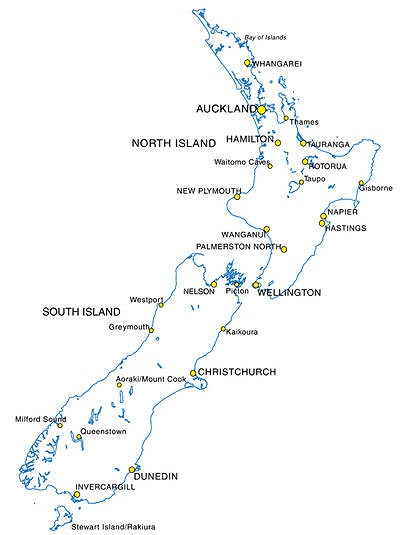 Bay of Islands
WHANGAREI
AUCKLAND
Thames
NORTH ISLAND
HAMILTON
TAURANGA
Waitomo Caves
ROTORUA
Taupo
Gisborne
NEW PLYMOUTH
NAPIER
HASTINGS
WANGANUI
PALMERSTON NORTH
NELSON
Picton
WELLINGTON
Westport
SOUTH ISLAND
Greymouth
Kaikoura
CHRISTCHURCH
Aoraki/Mount Cook
Milford Sound
Queenstown
DUNEDIN
INVERCARGILL
Stewart Island/Rakiura